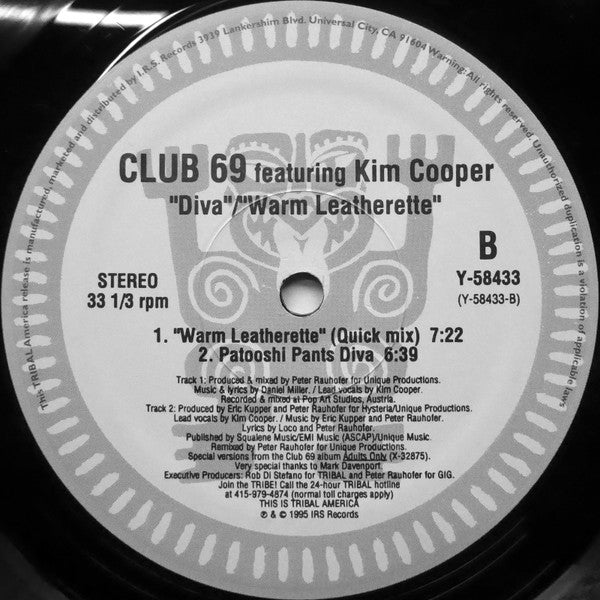 This TRIBAL America release is manufactured, marketed and distributed by I.R.S. Records 3939 Lankershim Blvd. Universal City, CA 91604 Warning: All rights reserved. Unauthorized duplication is a violation of applicable laws
CLUB 69 featuring Kim Cooper
"Diva"/"Warm Leatherette"
B
STEREO
33 1/3 rpm
Y-58433
(Y-58433-B)
1. "Warm Leatherette" (Quick mix) 7:22
2. Patooshi Pants Diva 6:39
Track 1: Produced & mixed by Peter Rauhofer for Unique Productions.
Music & lyrics by Daniel Miller. / Lead vocals by Kim Cooper.
Recorded & mixed at Pop Art Studios, Austria.
Track 2: Produced by Eric Kupper and Peter Rauhofer for Hysteria/Unique Productions.
Lead vocals by Kim Cooper. / Music by Eric Kupper and Peter Rauhofer.
Lyrics by Loco and Peter Rauhofer.
Published by Squalene Music/EMI Music (ASCAP)/Unique Music.
Remixed by Peter Rauhofer for Unique Productions.
Special versions from the Club 69 album Adults Only (X-32875).
Very special thanks to Mark Davenport.
Executive Producers: Rob Di Stefano for TRIBAL and Peter Rauhofer for GIG.
Join the TRIBE! Call the 24-hour TRIBAL hotline
at 415-979-4874 (normal toll charges apply)
THIS IS TRIBAL AMERICA
℗ & © 1995 IRS Records